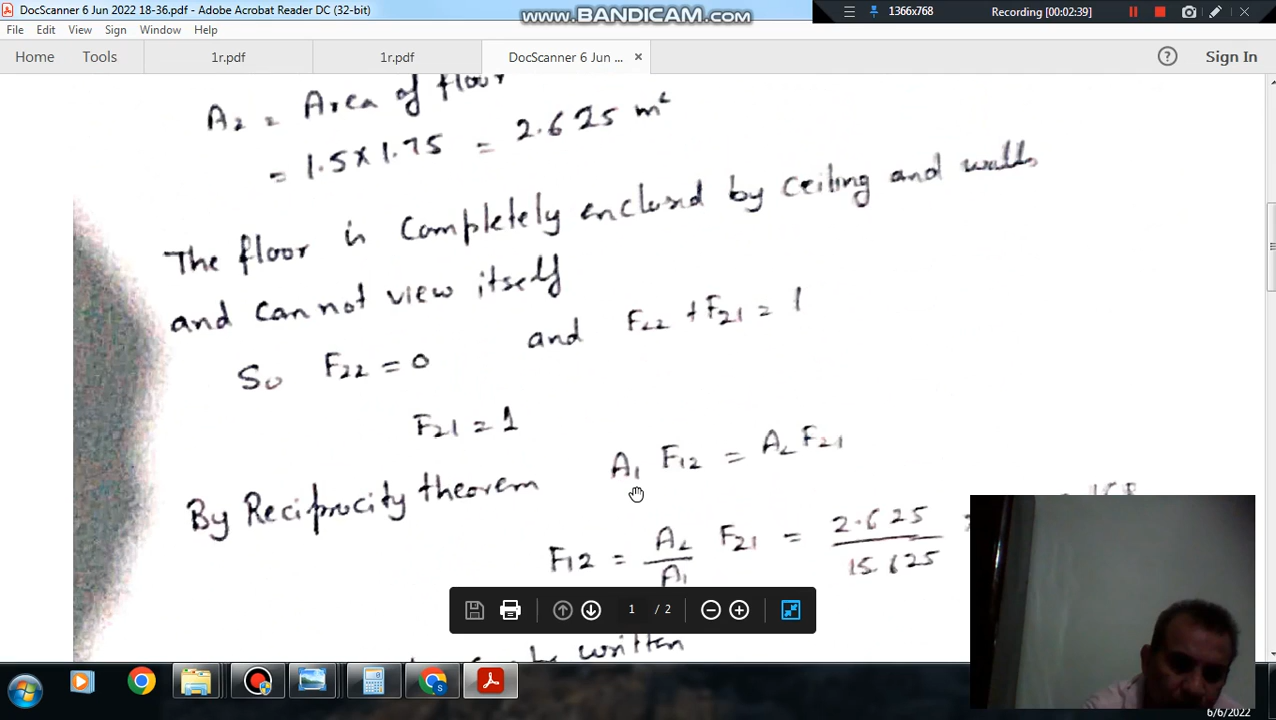 DocScanner 6 Jun 2022 18-36.pdf - Adobe Acrobat Reader DC (32-bit)
www.BANDICAM.com
1366x768
Recording [00:02:39]
File Edit View Sign Window Help
Home Tools 1r.pdf 1r.pdf DocScanner 6 Jun ... × Sign In
A2 = Area of floor
= 1.5 x 1.75 = 2.625 m²
The floor is completely enclosed by ceiling and walls
and can not view itself
So F22 = 0 and F22 + F21 = 1
F21 = 1
By Reciprocity theorem A1 F12 = A2 F21
F12 = A2/A1 F21 = 2.625/15.625
1 / 2
written
6/6/2022